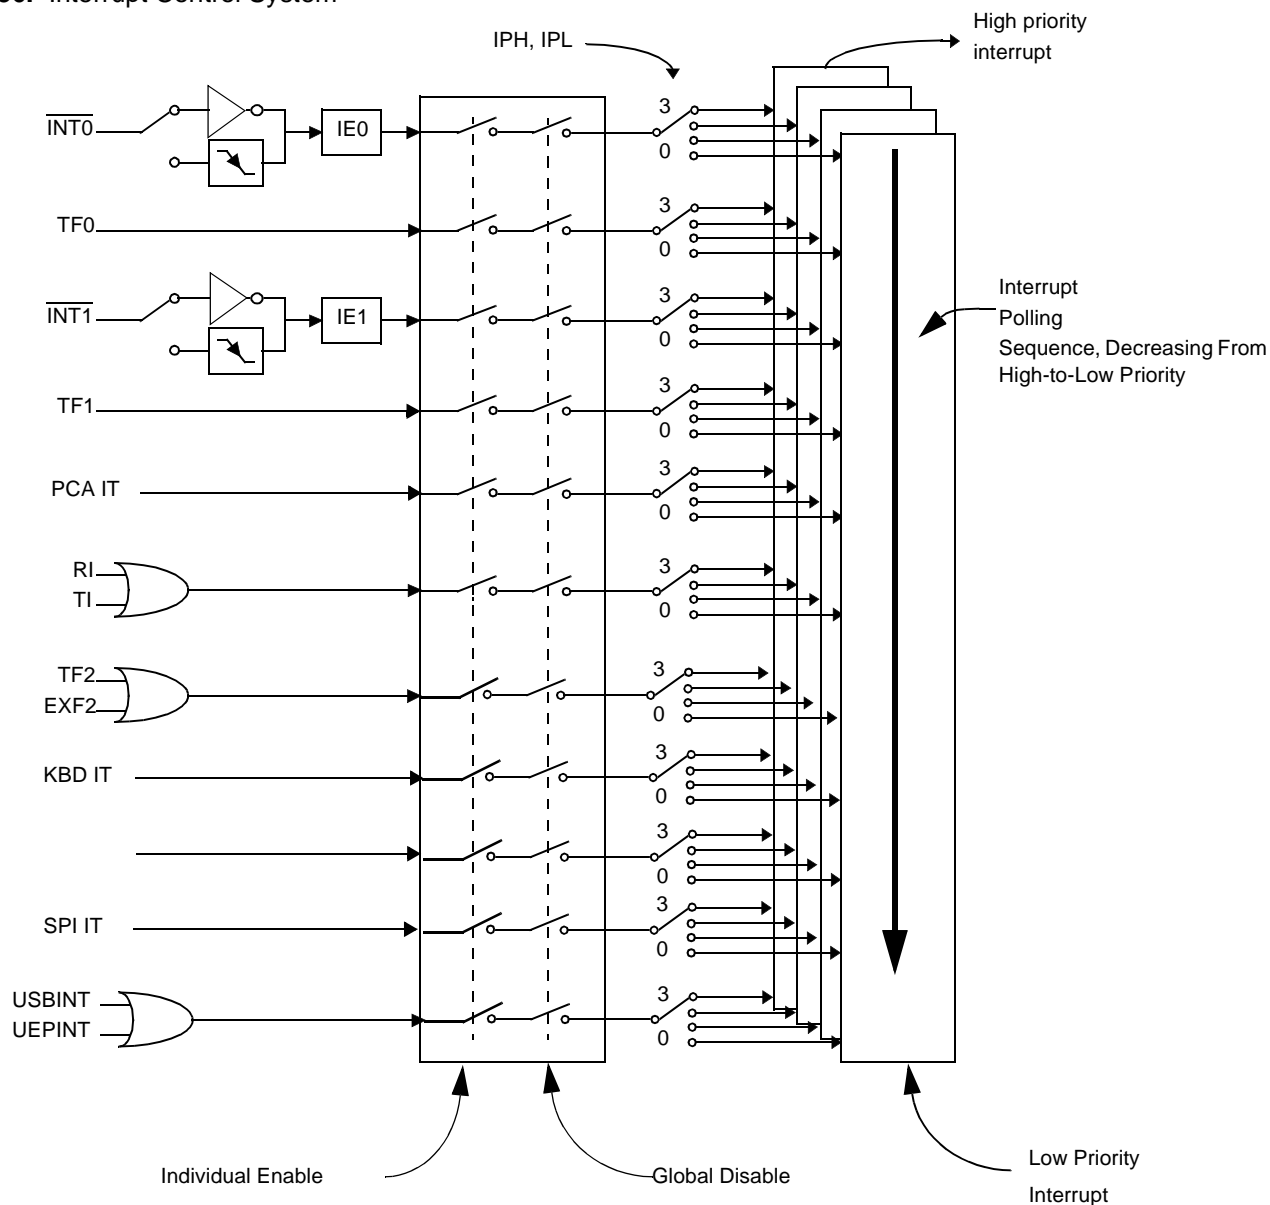 Interrupt Control System
IPH, IPL
High priority
interrupt
INT0
IE0
3
0
TF0
3
0
INT1
IE1
3
0
Interrupt
Polling
Sequence, Decreasing From
High-to-Low Priority
TF1
3
0
PCA IT
3
0
RI
TI
3
0
TF2
EXF2
3
0
KBD IT
3
0
3
0
SPI IT
3
0
USBINT
UEPINT
3
0
Individual Enable
Global Disable
Low Priority
Interrupt